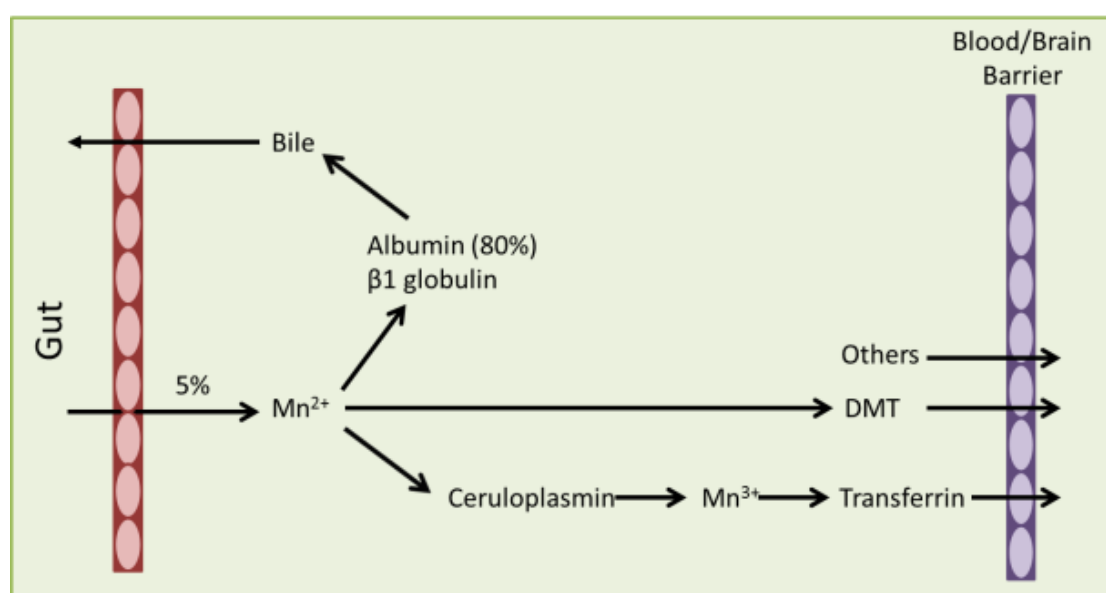 Blood/Brain
Barrier
Bile
Albumin (80%)
β1 globulin
Gut
Others
5%
Mn²⁺
DMT
Ceruloplasmin
Mn³⁺
Transferrin